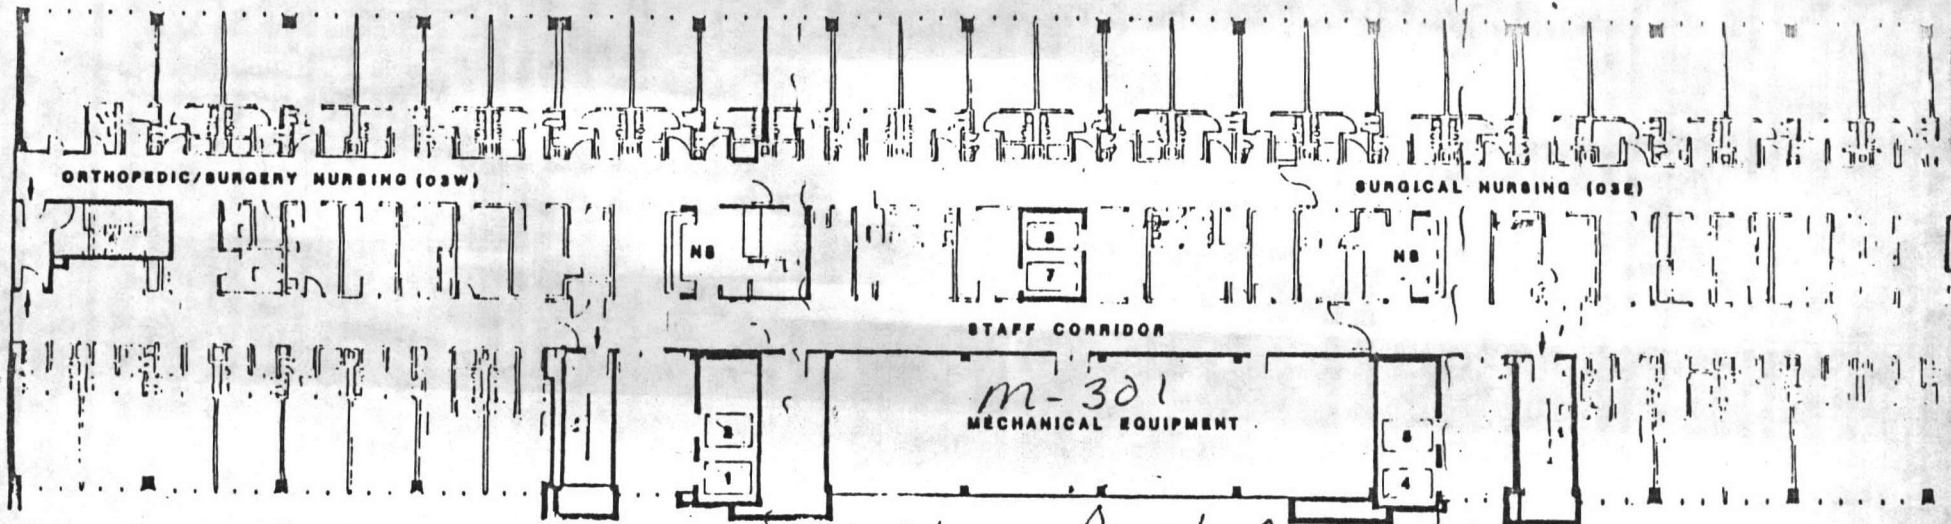 ORTHOPEDIC/SURGERY NURSING (03W)
SURGICAL NURSING (03E)
NS
8
7
NS
STAFF CORRIDOR
M-301
MECHANICAL EQUIPMENT
2
1
5
4